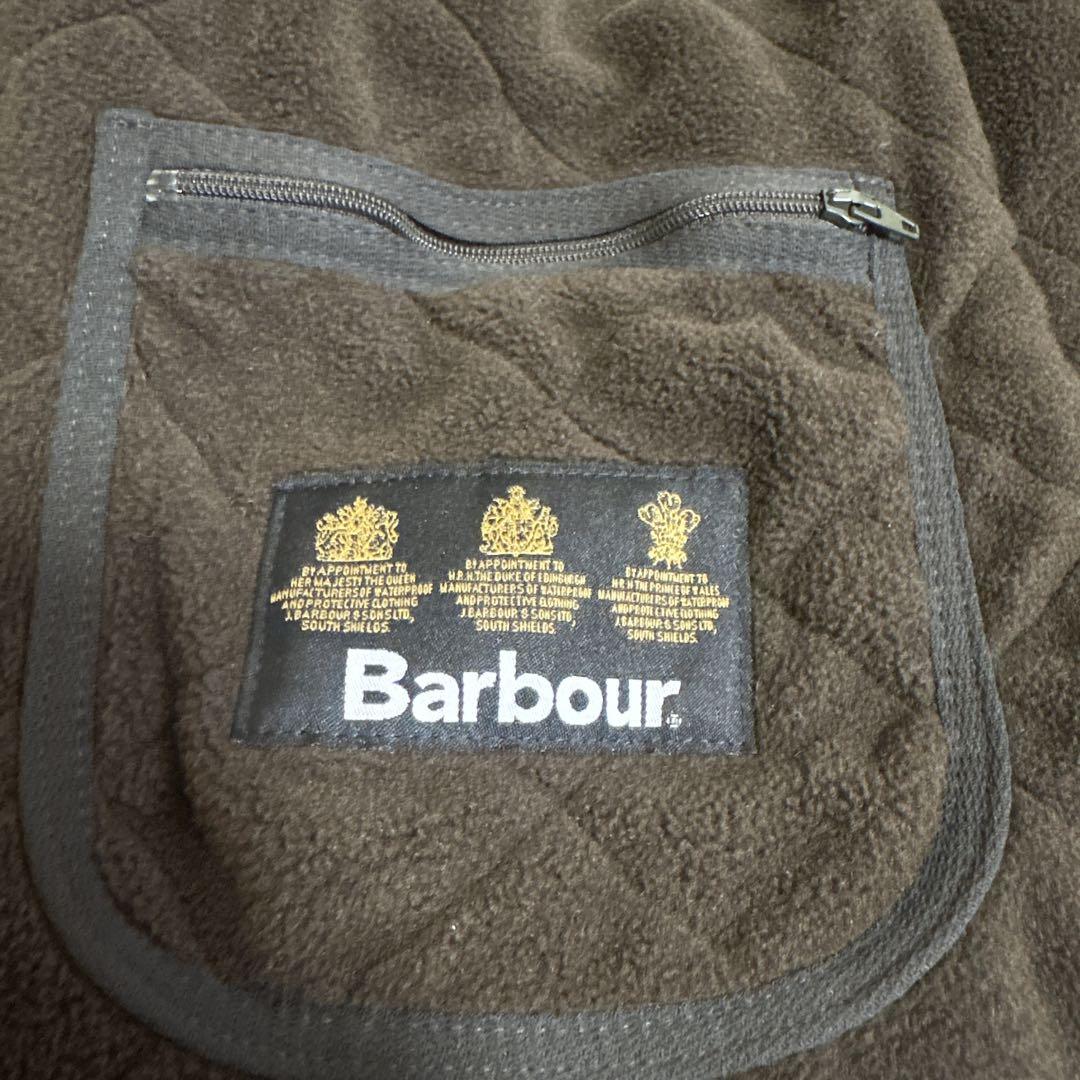 BY APPOINTMENT TO
HER MAJESTY THE QUEEN
MANUFACTURERS OF WATERPROOF
AND PROTECTIVE CLOTHING
J. BARBOUR & SONS LTD,
SOUTH SHIELDS.
BY APPOINTMENT TO
H.R.H. THE DUKE OF EDINBURGH
MANUFACTURERS OF WATERPROOF
AND PROTECTIVE CLOTHING
J. BARBOUR & SONS LTD,
SOUTH SHIELDS.
BY APPOINTMENT TO
H.R.H. THE PRINCE OF WALES
MANUFACTURERS OF WATERPROOF
AND PROTECTIVE CLOTHING
J. BARBOUR & SONS LTD,
SOUTH SHIELDS.
Barbour